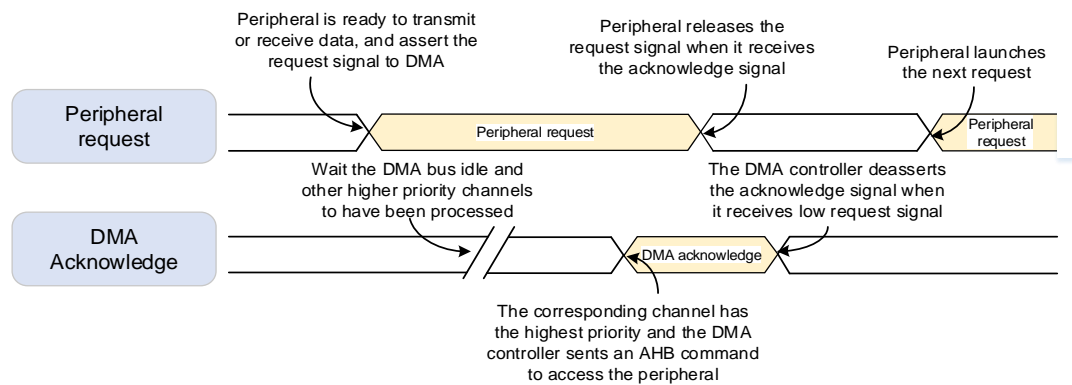 Peripheral is ready to transmit
or receive data, and assert the
request signal to DMA
Peripheral releases the
request signal when it receives
the acknowledge signal
Peripheral launches
the next request
Peripheral
request
Peripheral request
Peripheral
request
Wait the DMA bus idle and
other higher priority channels
to have been processed
The DMA controller deasserts
the acknowledge signal when
it receives low request signal
DMA
Acknowledge
DMA acknowledge
The corresponding channel has
the highest priority and the DMA
controller sents an AHB command
to access the peripheral